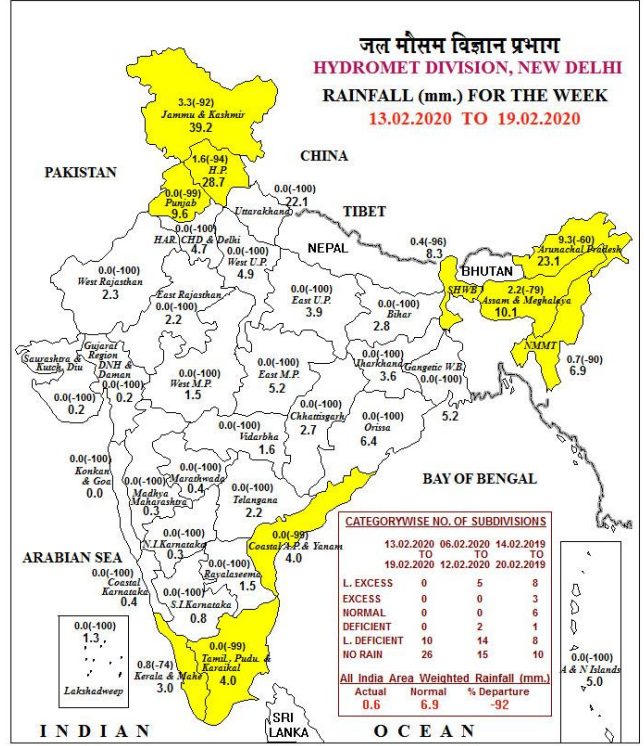 जल मौसम विज्ञान प्रभाग
HYDROMET DIVISION, NEW DELHI
RAINFALL (mm.) FOR THE WEEK
13.02.2020 TO 19.02.2020
3.3(-92)
Jammu & Kashmir
39.2
CHINA
1.6(-94)
H.P.
28.7
PAKISTAN
0.0(-99)
Punjab
9.6
0.0(-100)
22.1
Uttarakhand
TIBET
0.0(-100)
HAR, CHD & Delhi
4.7
0.0(-100)
West U.P.
4.9
NEPAL
0.4(-96)
8.3
BHUTAN
9.3(-60)
Arunachal Pradesh
23.1
0.0(-100)
West Rajasthan
2.3
East Rajasthan
0.0(-100)
2.2
0.0(-100)
East U.P.
3.9
0.0(-100)
Bihar
2.8
SHWB
2.2(-79)
Assam & Meghalaya
10.1
NMMT
0.7(-90)
6.9
Saurashtra &
Kutch, Diu
0.0(-100)
0.2
Gujarat
Region
DNH &
Daman
0.0(-100)
0.2
0.0(-100)
West M.P.
1.5
0.0(-100)
East M.P.
5.2
0.0(-100)
Jharkhand
3.6
Gangetic W.B.
0.0(-100)
5.2
0.0(-100)
Chhattisgarh
2.7
0.0(-100)
Orissa
6.4
0.0(-100)
Vidarbha
1.6
0.0(-100)
Konkan
& Goa
0.0
0.0(-100)
Madhya
Maharashtra
0.3
0.0(-100)
Marathwada
0.4
0.0(-100)
Telangana
2.2
BAY OF BENGAL
0.0(-99)
Coastal A.P. & Yanam
4.0
0.0(-100)
N.I.Karnataka
0.3
0.0(-100)
Rayalaseema
1.5
ARABIAN SEA
0.0(-100)
Coastal
Karnataka
0.4
0.0(-100)
S.I.Karnataka
0.8
0.0(-100)
1.3
Lakshadweep
0.8(-74)
Kerala & Mahe
3.0
0.0(-99)
Tamil., Pudu. &
Karaikal
4.0
CATEGORYWISE NO. OF SUBDIVISIONS
13.02.2020 06.02.2020 14.02.2019
TO TO TO
19.02.2020 12.02.2020 20.02.2019
L. EXCESS 0 5 8
EXCESS 0 0 3
NORMAL 0 0 6
DEFICIENT 0 2 1
L. DEFICIENT 10 14 8
NO RAIN 26 15 10
All India Area Weighted Rainfall (mm.)
Actual Normal % Departure
0.6 6.9 -92
0.0(-100)
A & N Islands
5.0
SRI
LANKA
INDIAN OCEAN